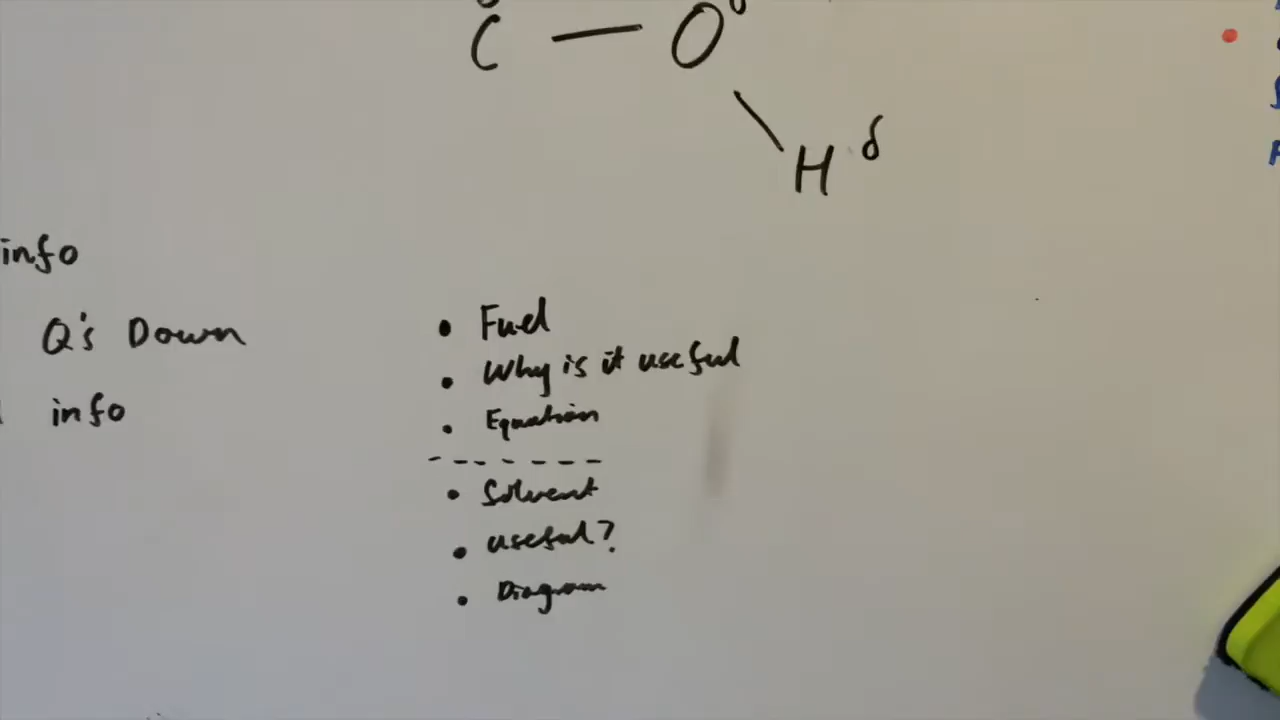 C — O
H δ
info
Q's Down
info
• Fuel
• Why is it useful
• Equation
• Solvent
• useful?
• Diagram